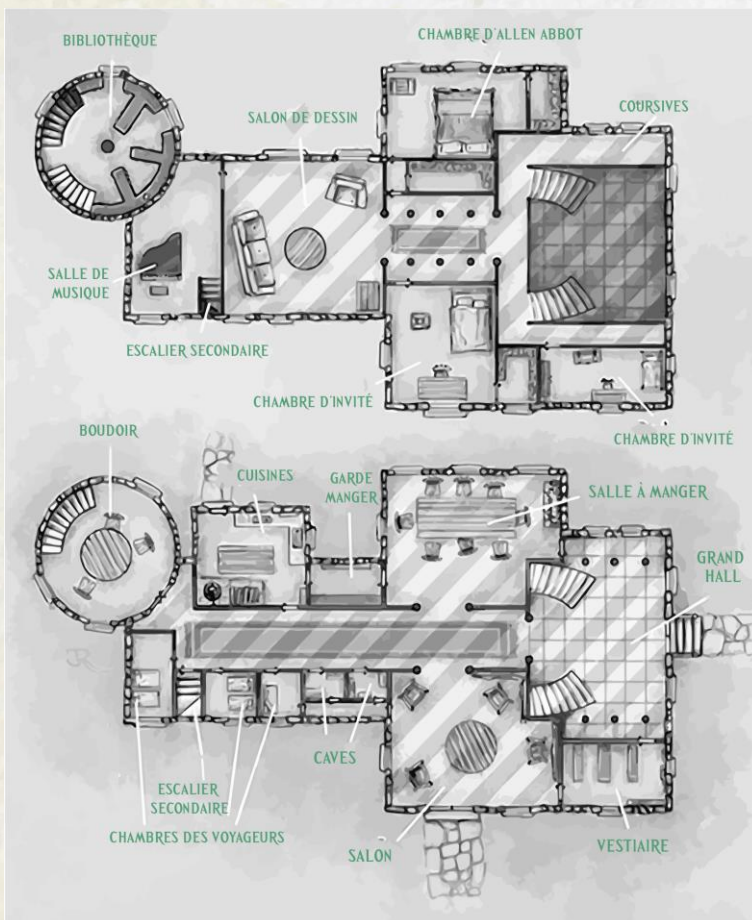 BIBLIOTHÈQUE
CHAMBRE D'ALLEN ABBOT
SALON DE DESSIN
COURSIVES
SALLE DE
MUSIQUE
ESCALIER SECONDAIRE
CHAMBRE D'INVITÉ
CHAMBRE D'INVITÉ
BOUDOIR
CUISINES
GARDE
MANGER
SALLE À MANGER
GRAND
HALL
CAVES
ESCALIER
SECONDAIRE
CHAMBRES DES VOYAGEURS
SALON
VESTIAIRE